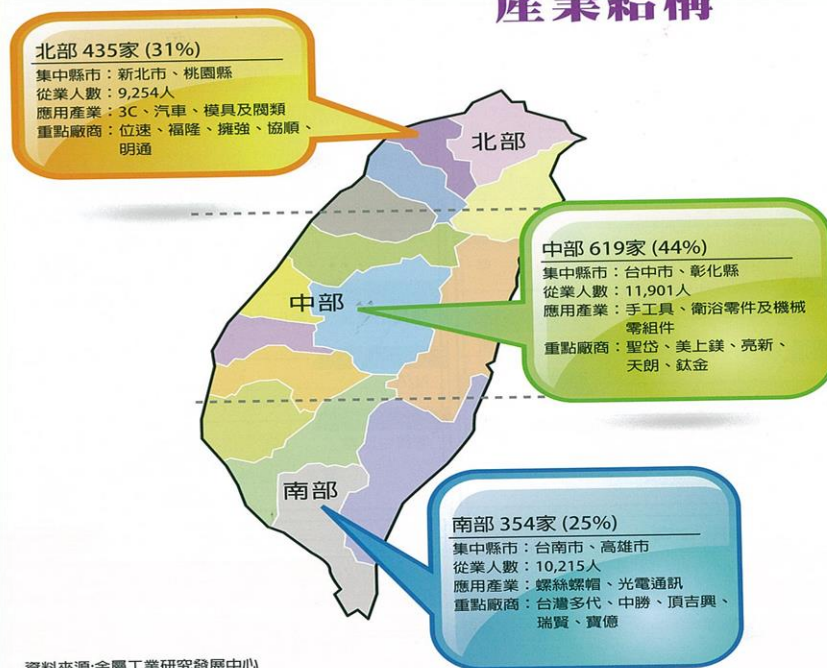 產業結構
北部 435家 (31%)
集中縣市：新北市、桃園縣
從業人數：9,254人
應用產業：3C、汽車、模具及閥類
重點廠商：位速、福隆、擁強、協順、
明通
北部
中部 619家 (44%)
集中縣市：台中市、彰化縣
從業人數：11,901人
應用產業：手工具、衛浴零件及機械
零組件
重點廠商：聖岱、美上鎂、亮新、
天朗、鈦金
中部
南部
南部 354家 (25%)
集中縣市：台南市、高雄市
從業人數：10,215人
應用產業：螺絲螺帽、光電通訊
重點廠商：台灣多代、中勝、頂吉興、
瑞賢、寶億
資料來源:金屬工業研究發展中心